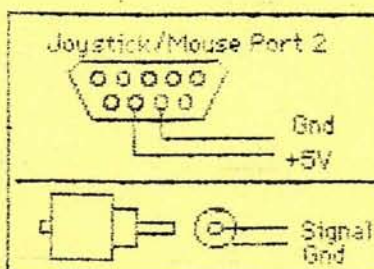 Joystick/Mouse Port 2
Gnd
+5V
Signal
Gnd